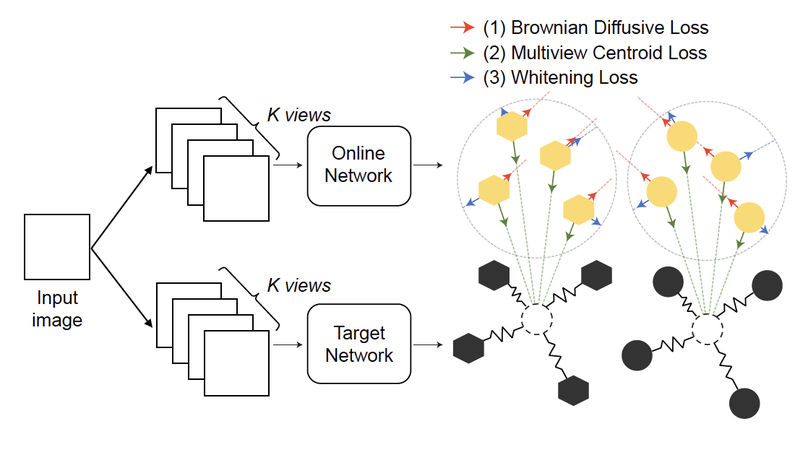 (1) Brownian Diffusive Loss
(2) Multiview Centroid Loss
(3) Whitening Loss
K views
Online
Network
Input
image
K views
Target
Network